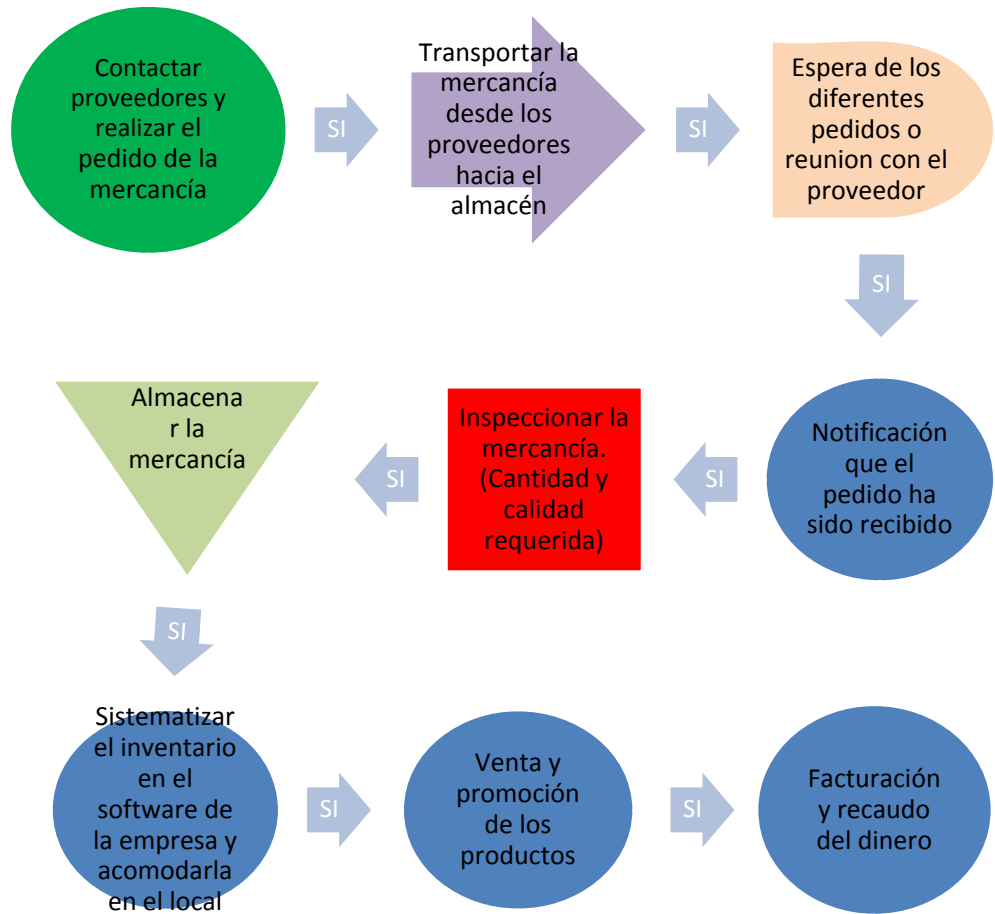 Contactar
proveedores y
realizar el
pedido de la
mercancía
SI
Transportar la
mercancía
desde los
proveedores
hacia el
almacén
SI
Espera de los
diferentes
pedidos o
reunion con el
proveedor
SI
Notificación
que el
pedido ha
sido recibido
SI
Inspeccionar la
mercancía.
(Cantidad y
calidad
requerida)
SI
Almacena
r la
mercancía
SI
Sistematizar
el inventario
en el
software de
la empresa y
acomodarla
en el local
SI
Venta y
promoción
de los
productos
SI
Facturación
y recaudo
del dinero